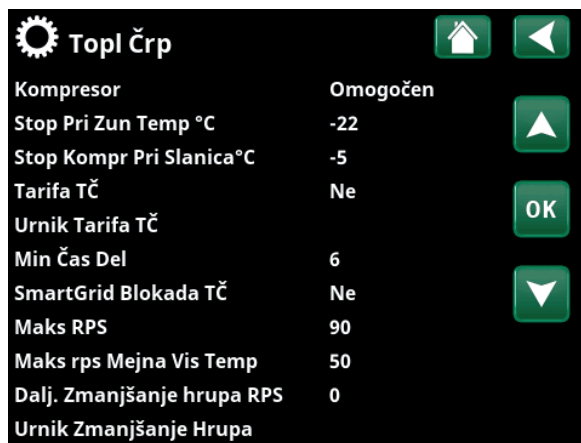 Topl Črp
Kompresor Omogočen
Stop Pri Zun Temp °C -22
Stop Kompr Pri Slanica°C -5
Tarifa TČ Ne
Urnik Tarifa TČ
OK
Min Čas Del 6
SmartGrid Blokada TČ Ne
Maks RPS 90
Maks rps Mejna Vis Temp 50
Dalj. Zmanjšanje hrupa RPS 0
Urnik Zmanjšanje Hrupa